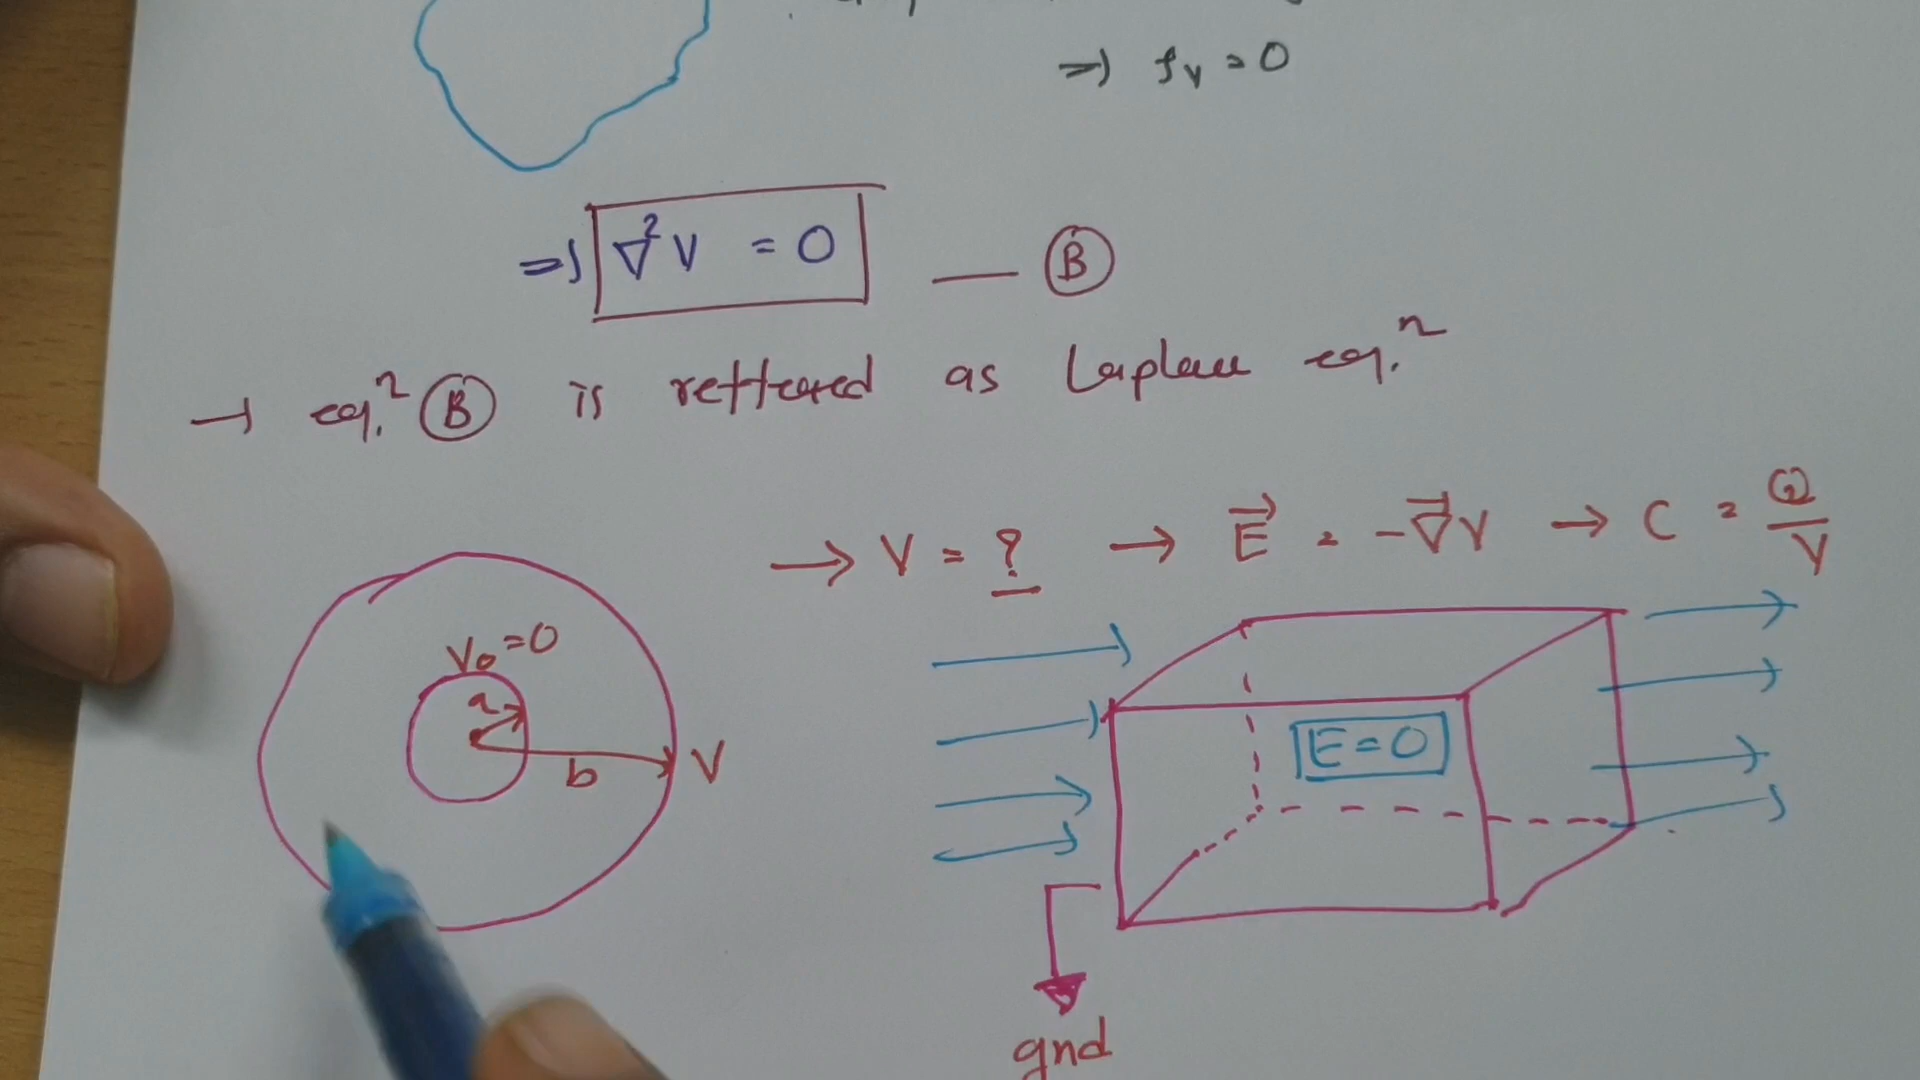 => ρv = 0
=> ∇²V = 0 — B
→ eq.n B is reffered as Laplace eq.n
→ V = ? → E = -∇V → C = Q/V
V0=0
a
b
V
E=0
gnd